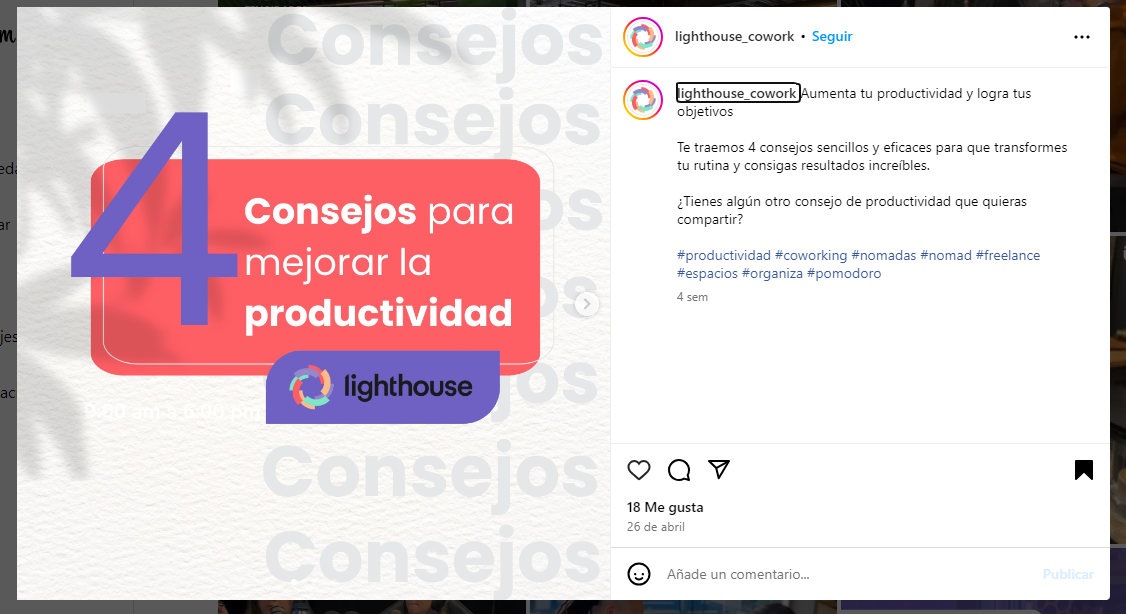 Consejos
Consejos
os
os
os
Consejos
Consejos
4
Consejos para
mejorar la
productividad
lighthouse
9:00 am a 6:00 pm
lighthouse_cowork • Seguir
lighthouse_cowork Aumenta tu productividad y logra tus
objetivos
Te traemos 4 consejos sencillos y eficaces para que transformes
tu rutina y consigas resultados increíbles.
¿Tienes algún otro consejo de productividad que quieras
compartir?
#productividad #coworking #nomadas #nomad #freelance
#espacios #organiza #pomodoro
4 sem
18 Me gusta
26 de abril
Añade un comentario...
Publicar